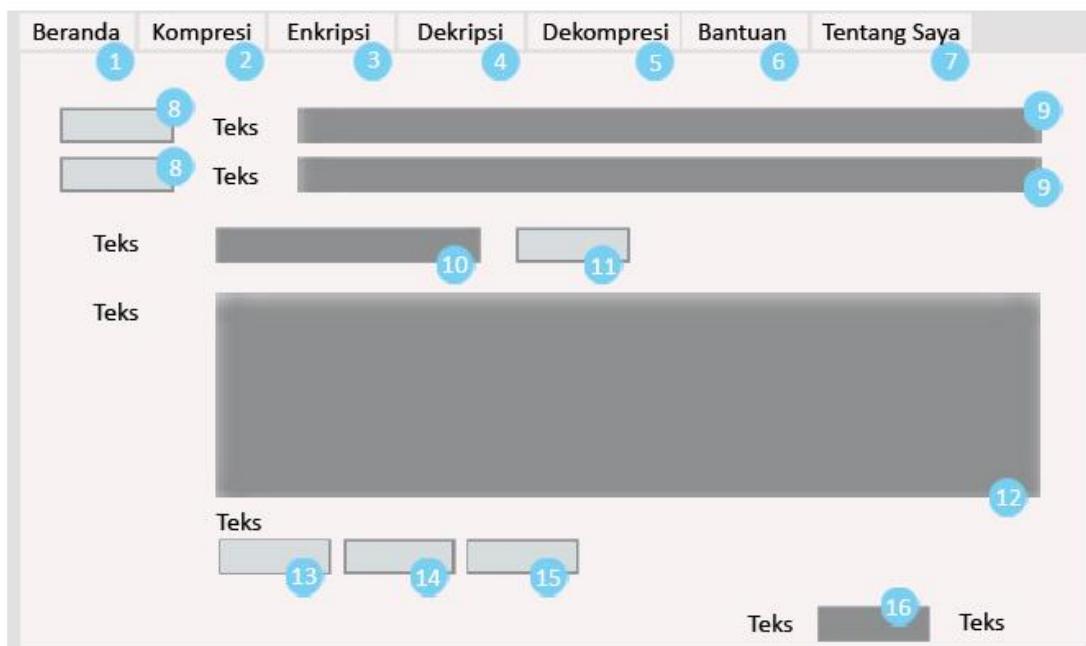 Beranda Kompresi Enkripsi Dekripsi Dekompresi Bantuan Tentang Saya
1 2 3 4 5 6 7
8 Teks 9
8 Teks 9
Teks 10 11
Teks
12
Teks
13 14 15
Teks 16 Teks